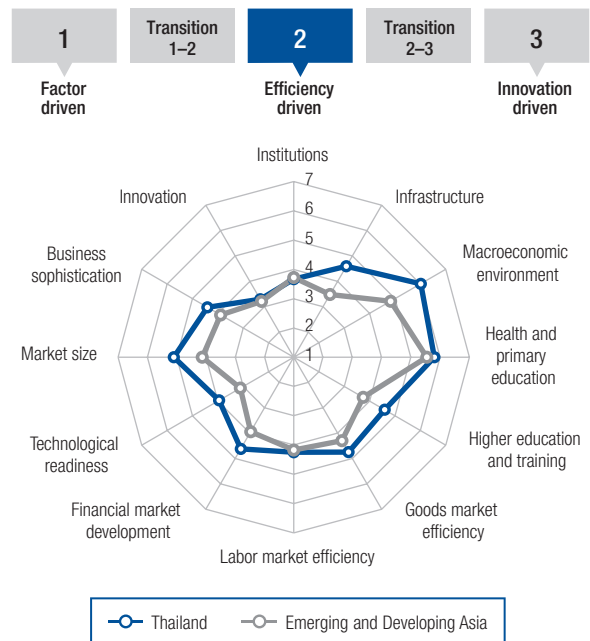 1
Transition
1–2
2
Transition
2–3
3
Factor
driven
Efficiency
driven
Innovation
driven
Institutions
Infrastructure
Macroeconomic
environment
Health and
primary
education
Higher education
and training
Goods market
efficiency
Labor market efficiency
Financial market
development
Technological
readiness
Market size
Business
sophistication
Innovation
7
6
5
4
3
2
1
Thailand
Emerging and Developing Asia